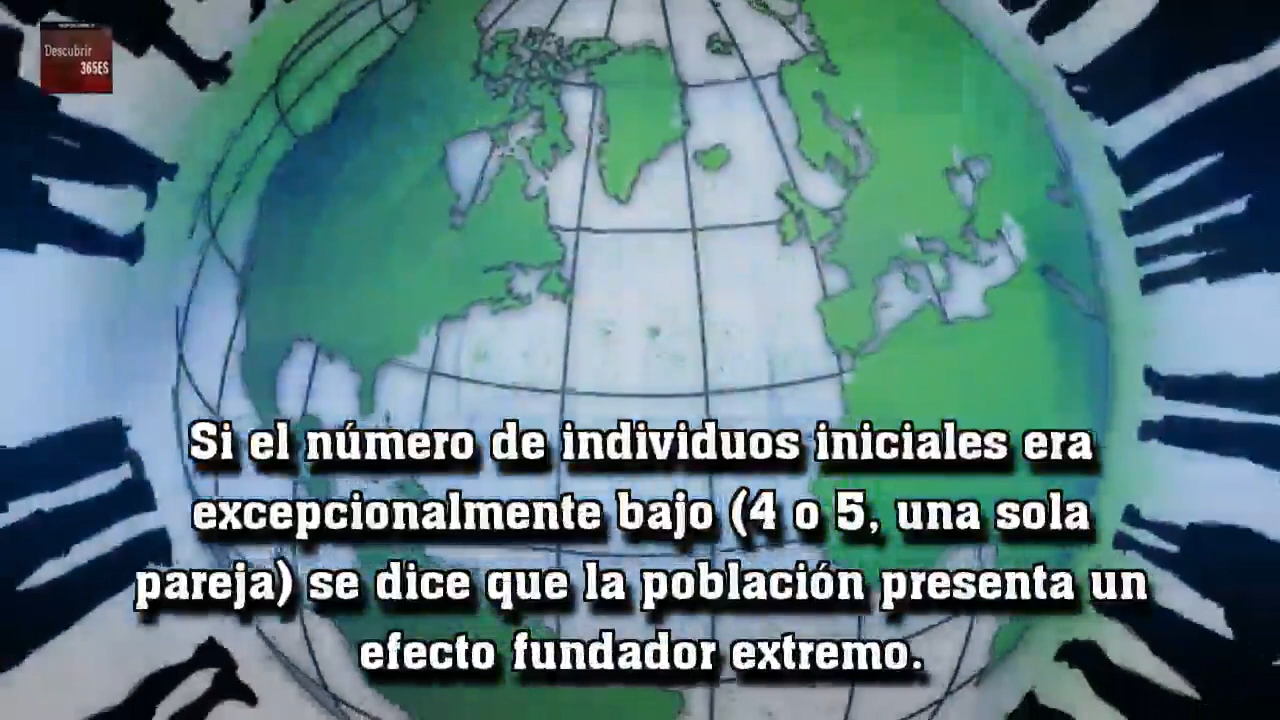 Descubrir
365ES
Si el número de individuos iniciales era
excepcionalmente bajo (4 o 5, una sola
pareja) se dice que la población presenta un
efecto fundador extremo.